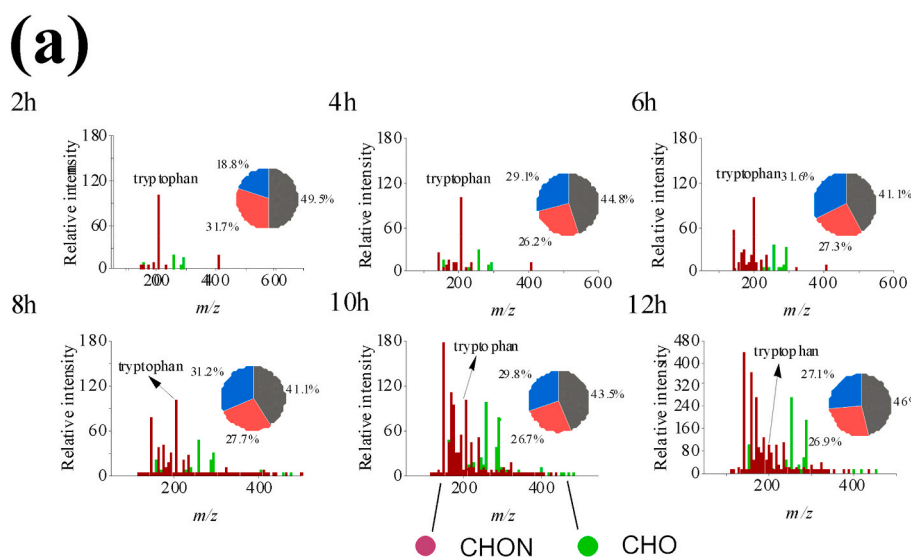 (a)
2h
4h
6h
Relative intensity
180
120
60
0
tryptophan
18.8%
49.5%
31.7%
200
400
600
m/z
Relative intensity
180
120
60
0
tryptophan
29.1%
44.8%
26.2%
200
400
600
m/z
Relative intensity
180
120
60
0
tryptophan
31.6%
41.1%
27.3%
200
400
600
m/z
8h
10h
12h
Relative intensity
180
120
60
0
tryptophan
31.2%
41.1%
27.7%
200
400
m/z
Relative intensity
180
120
60
0
tryptophan
29.8%
43.5%
26.7%
200
400
m/z
Relative intensity
480
400
320
240
160
80
0
tryptophan
27.1%
46%
26.9%
200
400
m/z
CHON
CHO